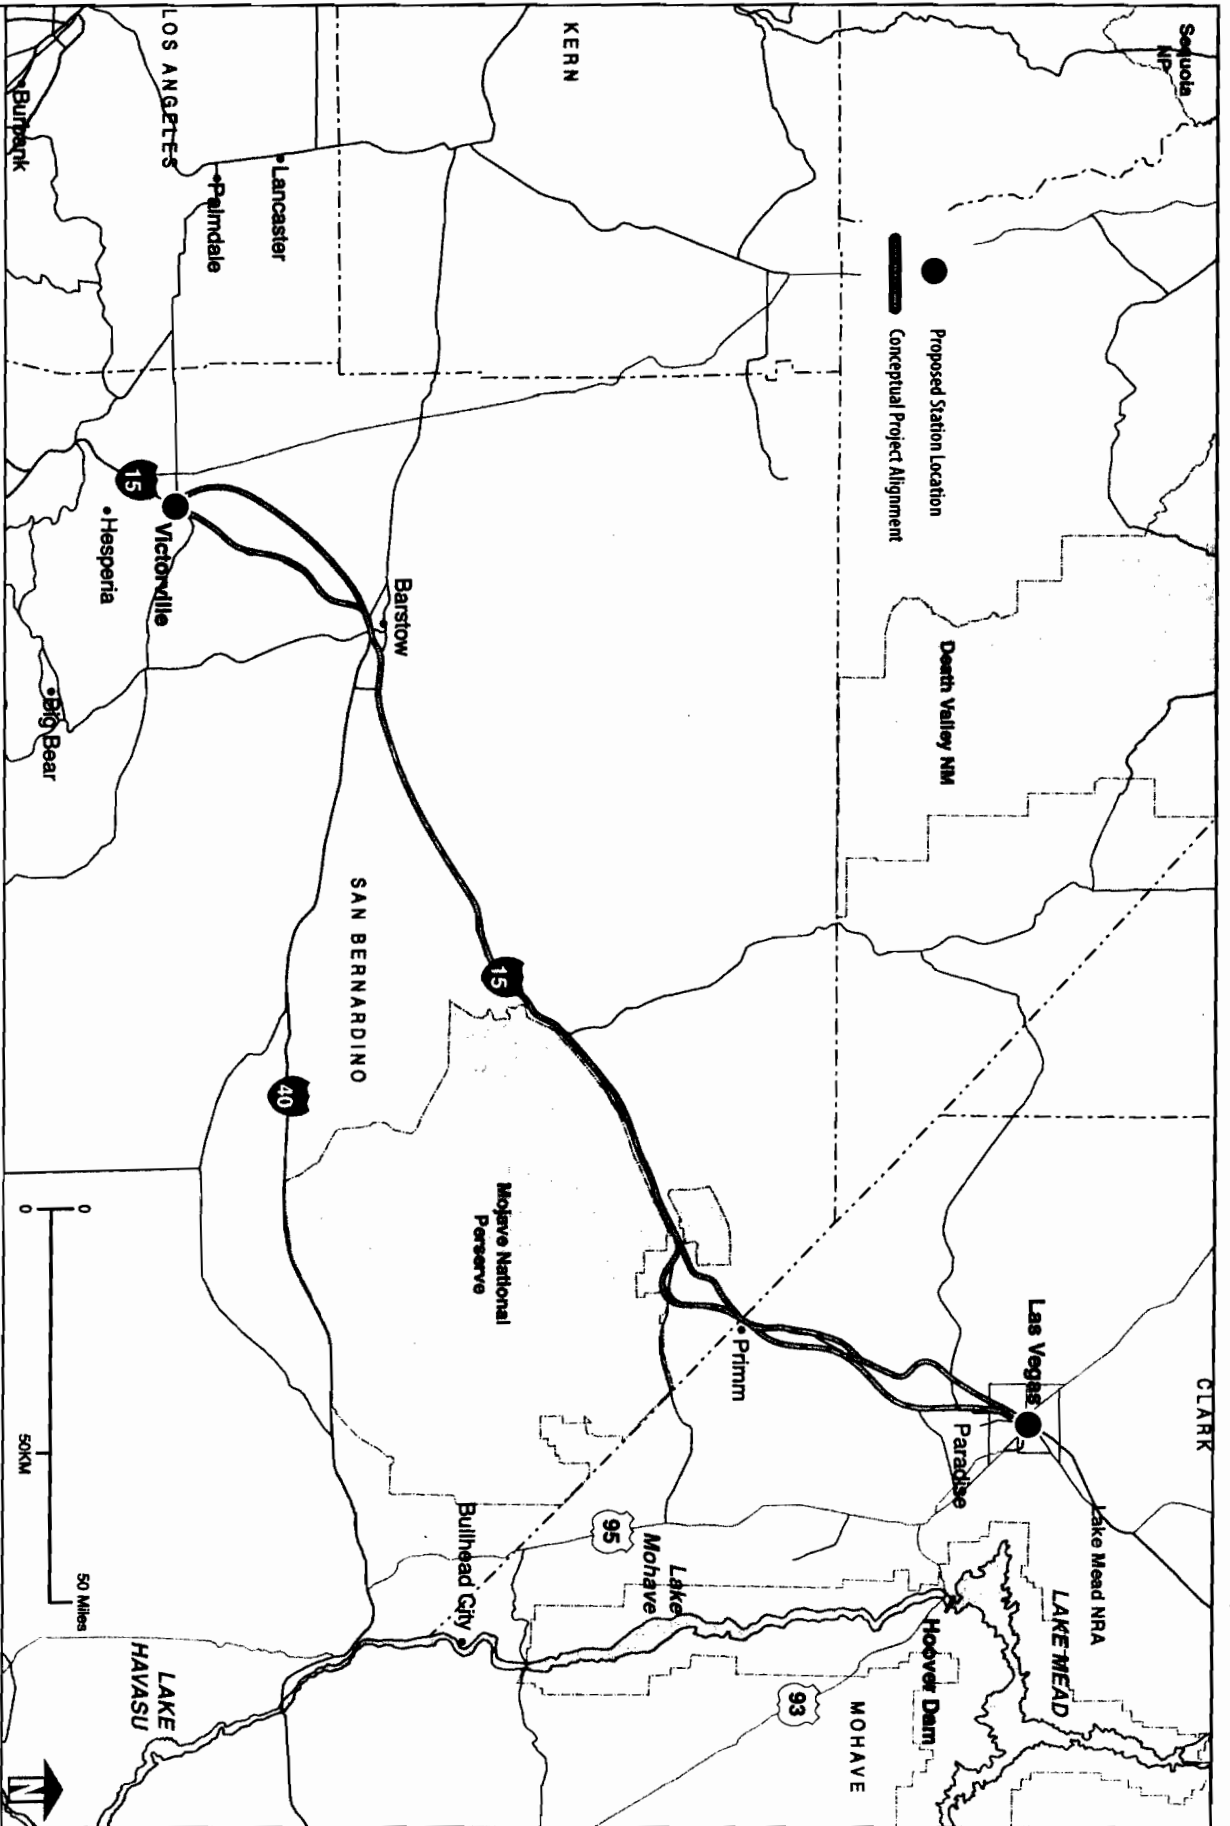 Sequoia
NP
KERN
LOS ANGELES
Burbank
Lancaster
Palmdale
Proposed Station Location
Conceptual Project Alignment
Death Valley NM
15
Victorville
Hesperia
Barstow
Big Bear
SAN BERNARDINO
15
40
Mojave National
Perserve
Primm
Las Vegas
CLARK
Paradise
Lake Mead NRA
LAKE MEAD
Hoover Dam
95
Lake
Mohave
Bullhead City
93
MOHAVE
LAKE
HAVASU
0
0
50KM
50 Miles
N